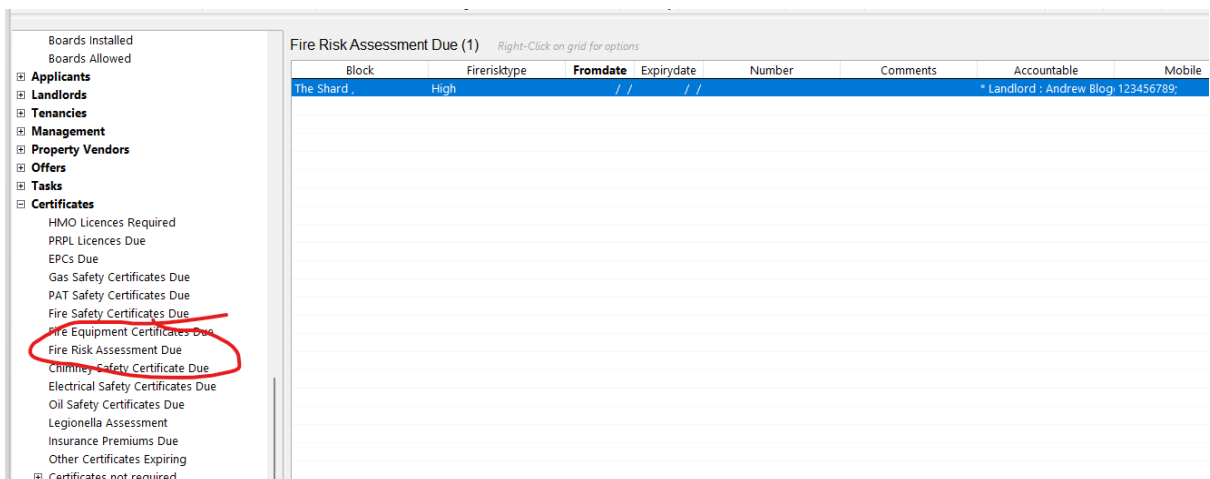 Boards Installed
Boards Allowed
Applicants
Landlords
Tenancies
Management
Property Vendors
Offers
Tasks
Certificates
HMO Licences Required
PRPL Licences Due
EPCs Due
Gas Safety Certificates Due
PAT Safety Certificates Due
Fire Safety Certificates Due
Fire Equipment Certificates Due
Fire Risk Assessment Due
Chimney Safety Certificate Due
Electrical Safety Certificates Due
Oil Safety Certificates Due
Legionella Assessment
Insurance Premiums Due
Other Certificates Expiring
Certificates not required
Fire Risk Assessment Due (1) Right-Click on grid for options
Block Firerisktype Fromdate Expirydate Number Comments Accountable Mobile
The Shard , High / / / / * Landlord : Andrew Blog 123456789;